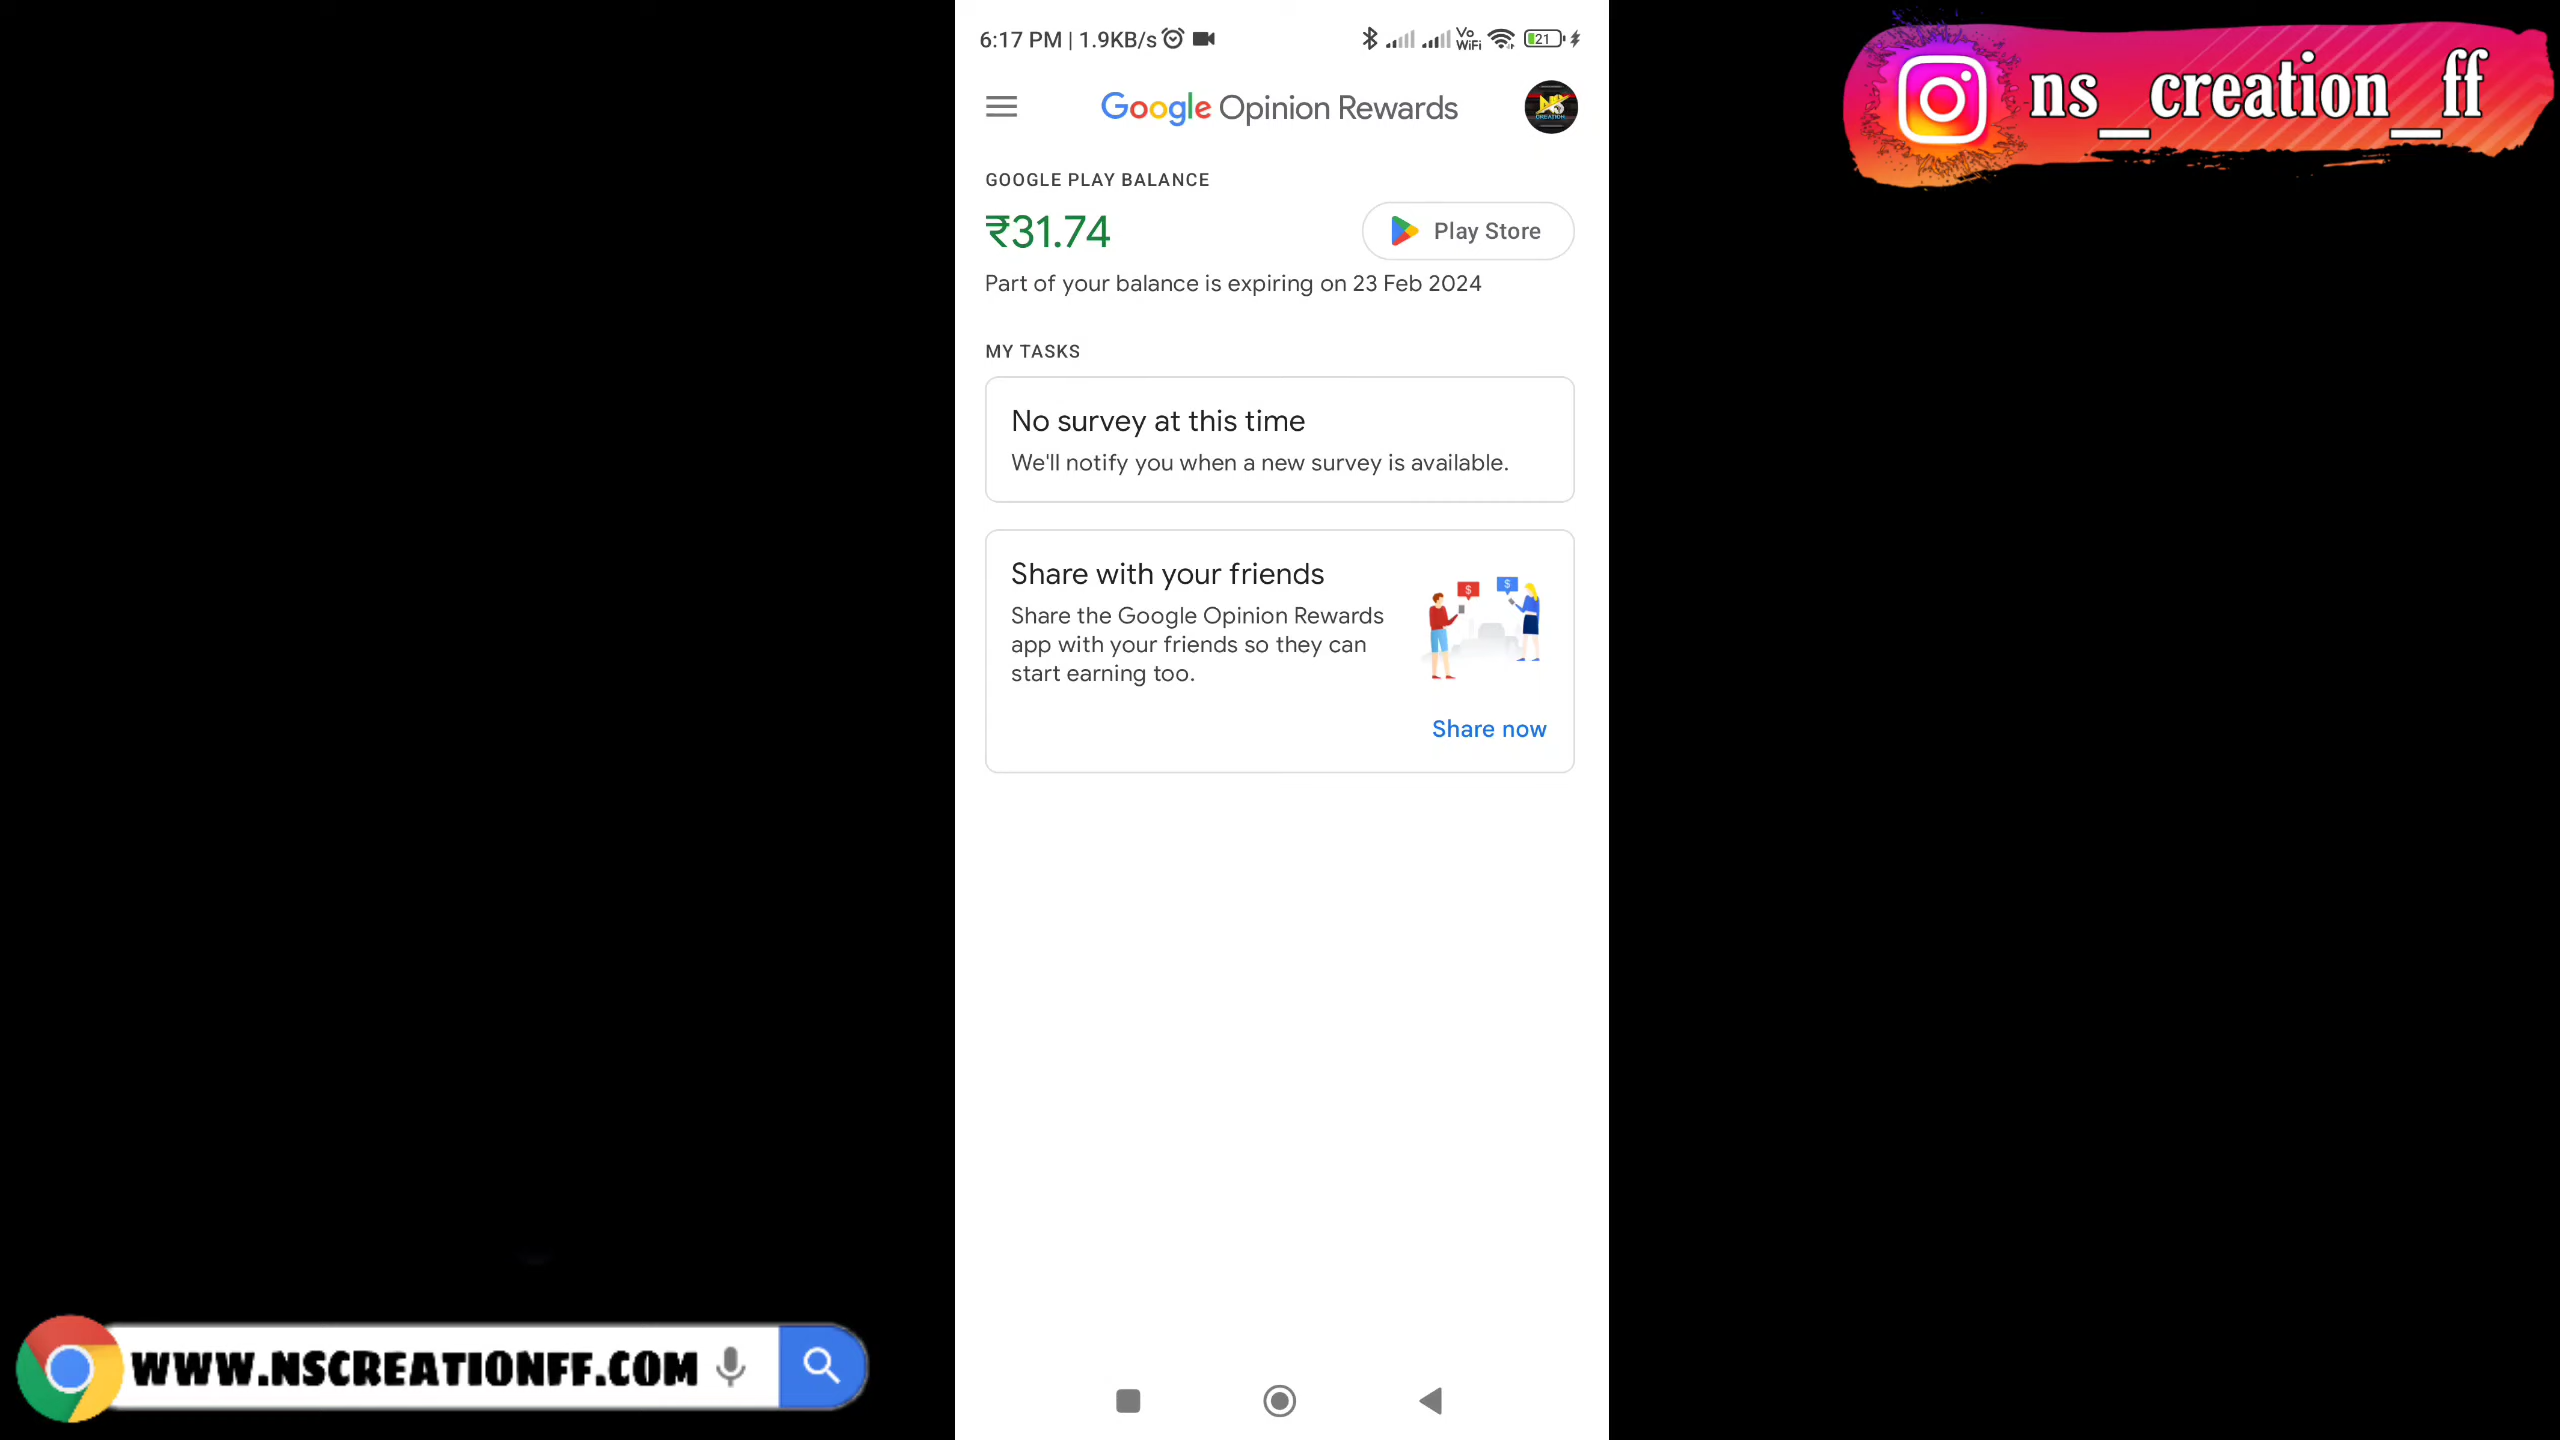 6:17 PM | 1.9KB/s
Vo
WiFi
21
ns_creation_ff
Google Opinion Rewards
GOOGLE PLAY BALANCE
₹31.74
Play Store
Part of your balance is expiring on 23 Feb 2024
MY TASKS
No survey at this time
We'll notify you when a new survey is available.
Share with your friends
Share the Google Opinion Rewards
app with your friends so they can
start earning too.
$
$
Share now
WWW.NSCREATIONFF.COM